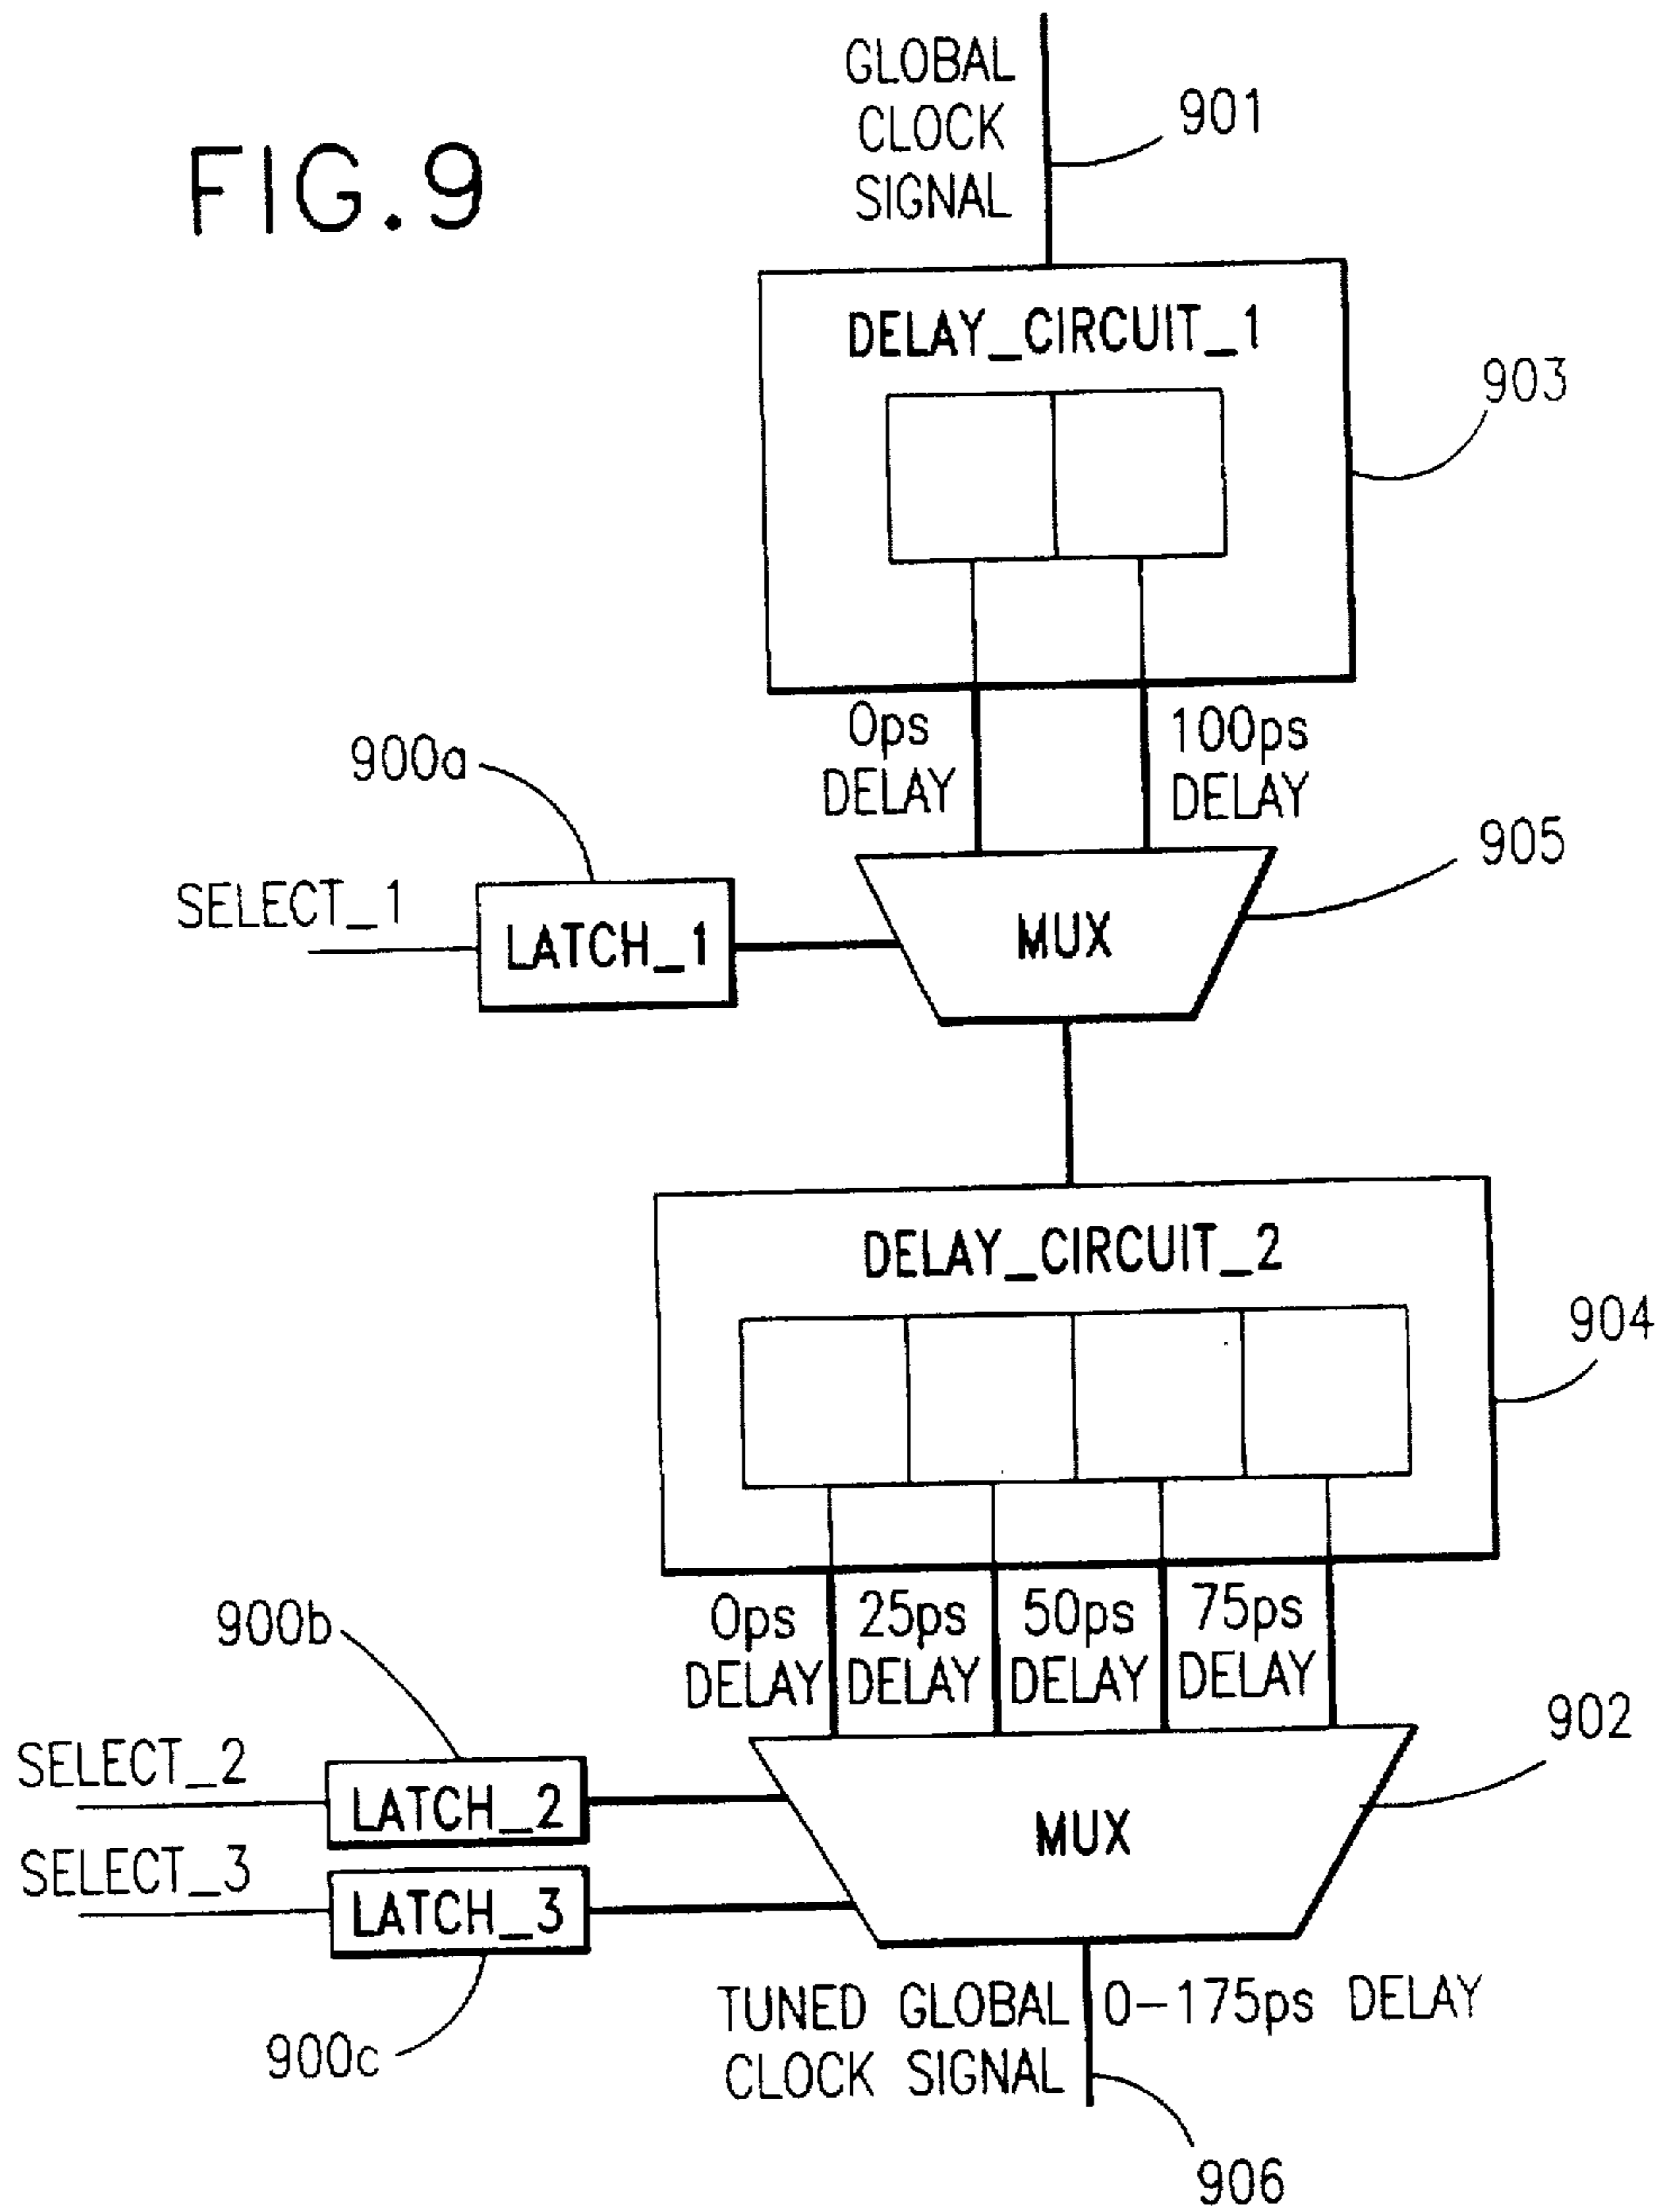 FIG.9
GLOBAL
CLOCK
SIGNAL
901
DELAY_CIRCUIT_1
903
0ps
DELAY
100ps
DELAY
900a
905
SELECT_1
LATCH_1
MUX
DELAY_CIRCUIT_2
904
0ps
DELAY
25ps
DELAY
50ps
DELAY
75ps
DELAY
900b
902
SELECT_2
LATCH_2
MUX
SELECT_3
LATCH_3
900c
TUNED GLOBAL
CLOCK SIGNAL
0-175ps DELAY
906